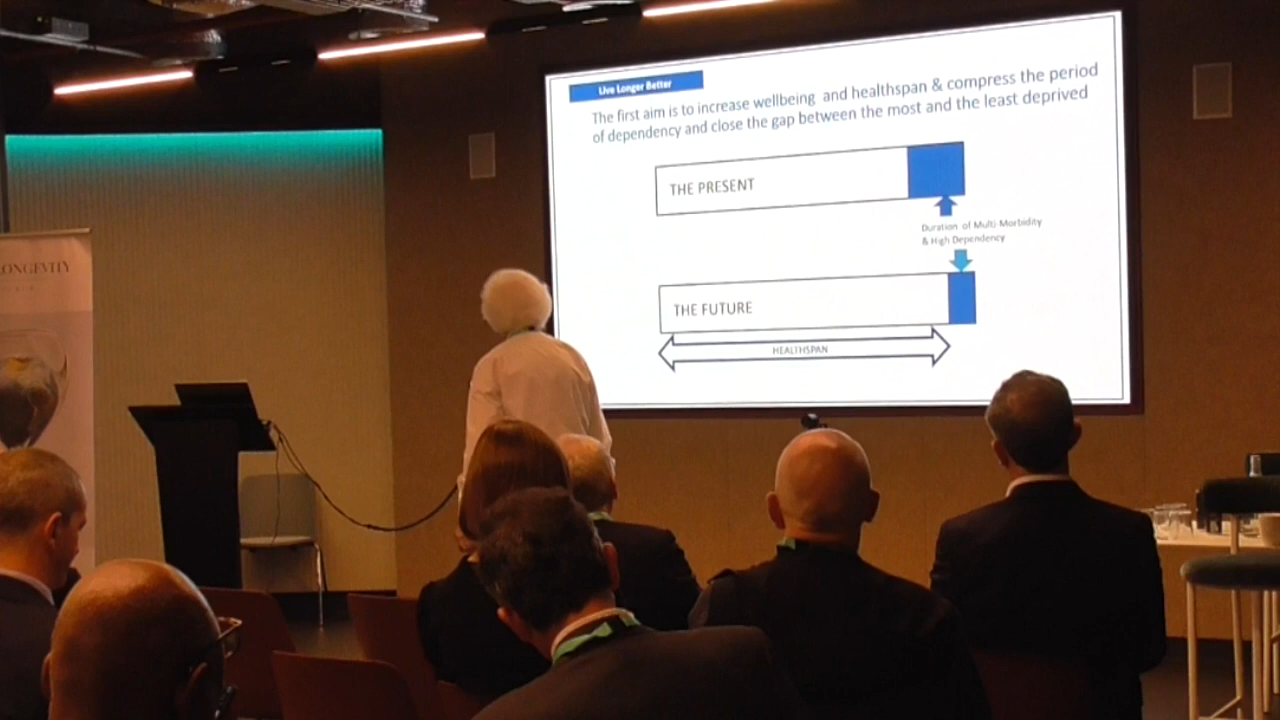 Live Longer Better
The first aim is to increase wellbeing and healthspan & compress the period
of dependency and close the gap between the most and the least deprived
THE PRESENT
Duration of Multi-Morbidity
& High Dependency
THE FUTURE
HEALTHSPAN
LONGEVITY